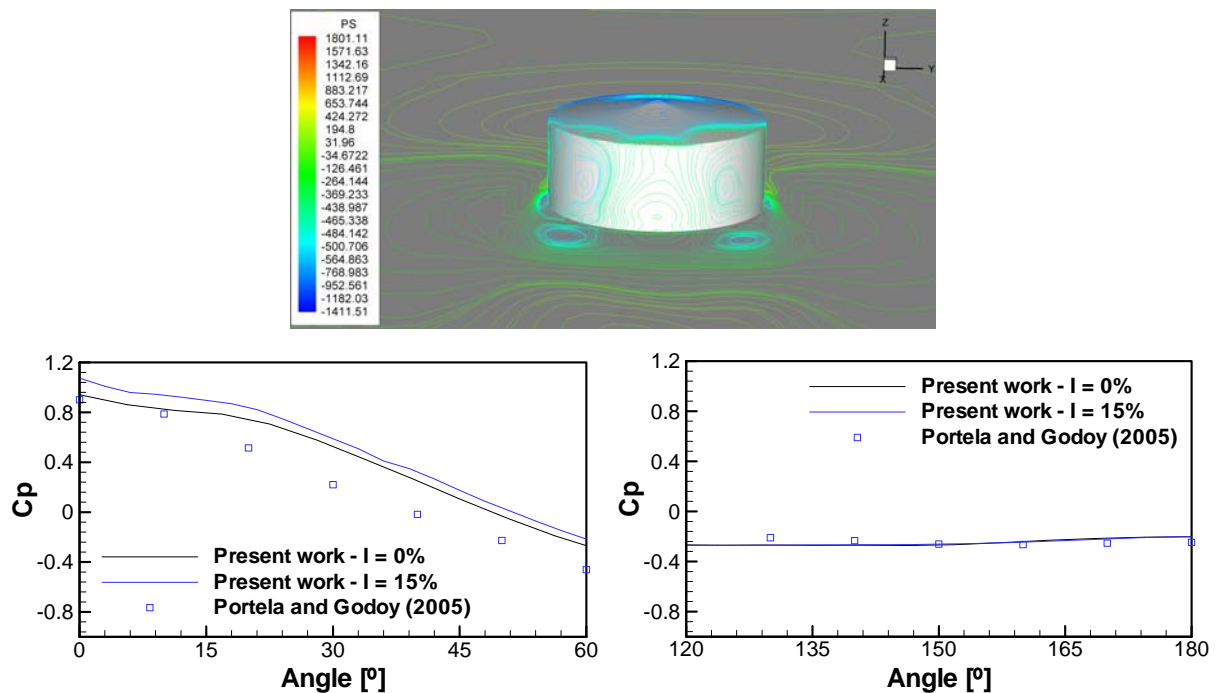 PS
1801.11
1571.63
1342.16
1112.69
883.217
653.744
424.272
194.8
31.96
-34.6722
-126.461
-264.144
-369.233
-438.987
-465.338
-484.142
-500.706
-564.863
-768.983
-952.561
-1182.03
-1411.51
Z
Y
X
1.2
0.8
0.4
0
-0.4
-0.8
Cp
Present work - I = 0%
Present work - I = 15%
Portela and Godoy (2005)
0 15 30 45 60
Angle [º]
1.2
0.8
0.4
0
-0.4
-0.8
Cp
Present work - I = 0%
Present work - I = 15%
Portela and Godoy (2005)
120 135 150 165 180
Angle [º]